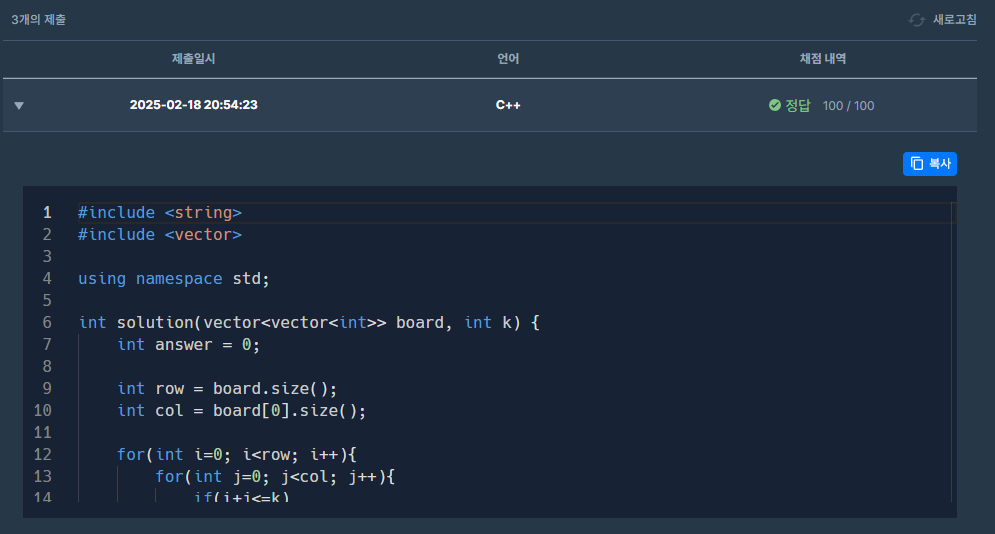 3개의 제출 새로고침
제출일시 언어 채점 내역
▼ 2025-02-18 20:54:23 C++ 정답 100 / 100
복사
1 #include <string>
2 #include <vector>
3
4 using namespace std;
5
6 int solution(vector<vector<int>> board, int k) {
7     int answer = 0;
8
9     int row = board.size();
10     int col = board[0].size();
11
12     for(int i=0; i<row; i++){
13         for(int j=0; j<col; j++){
14             if(i+j<=k)